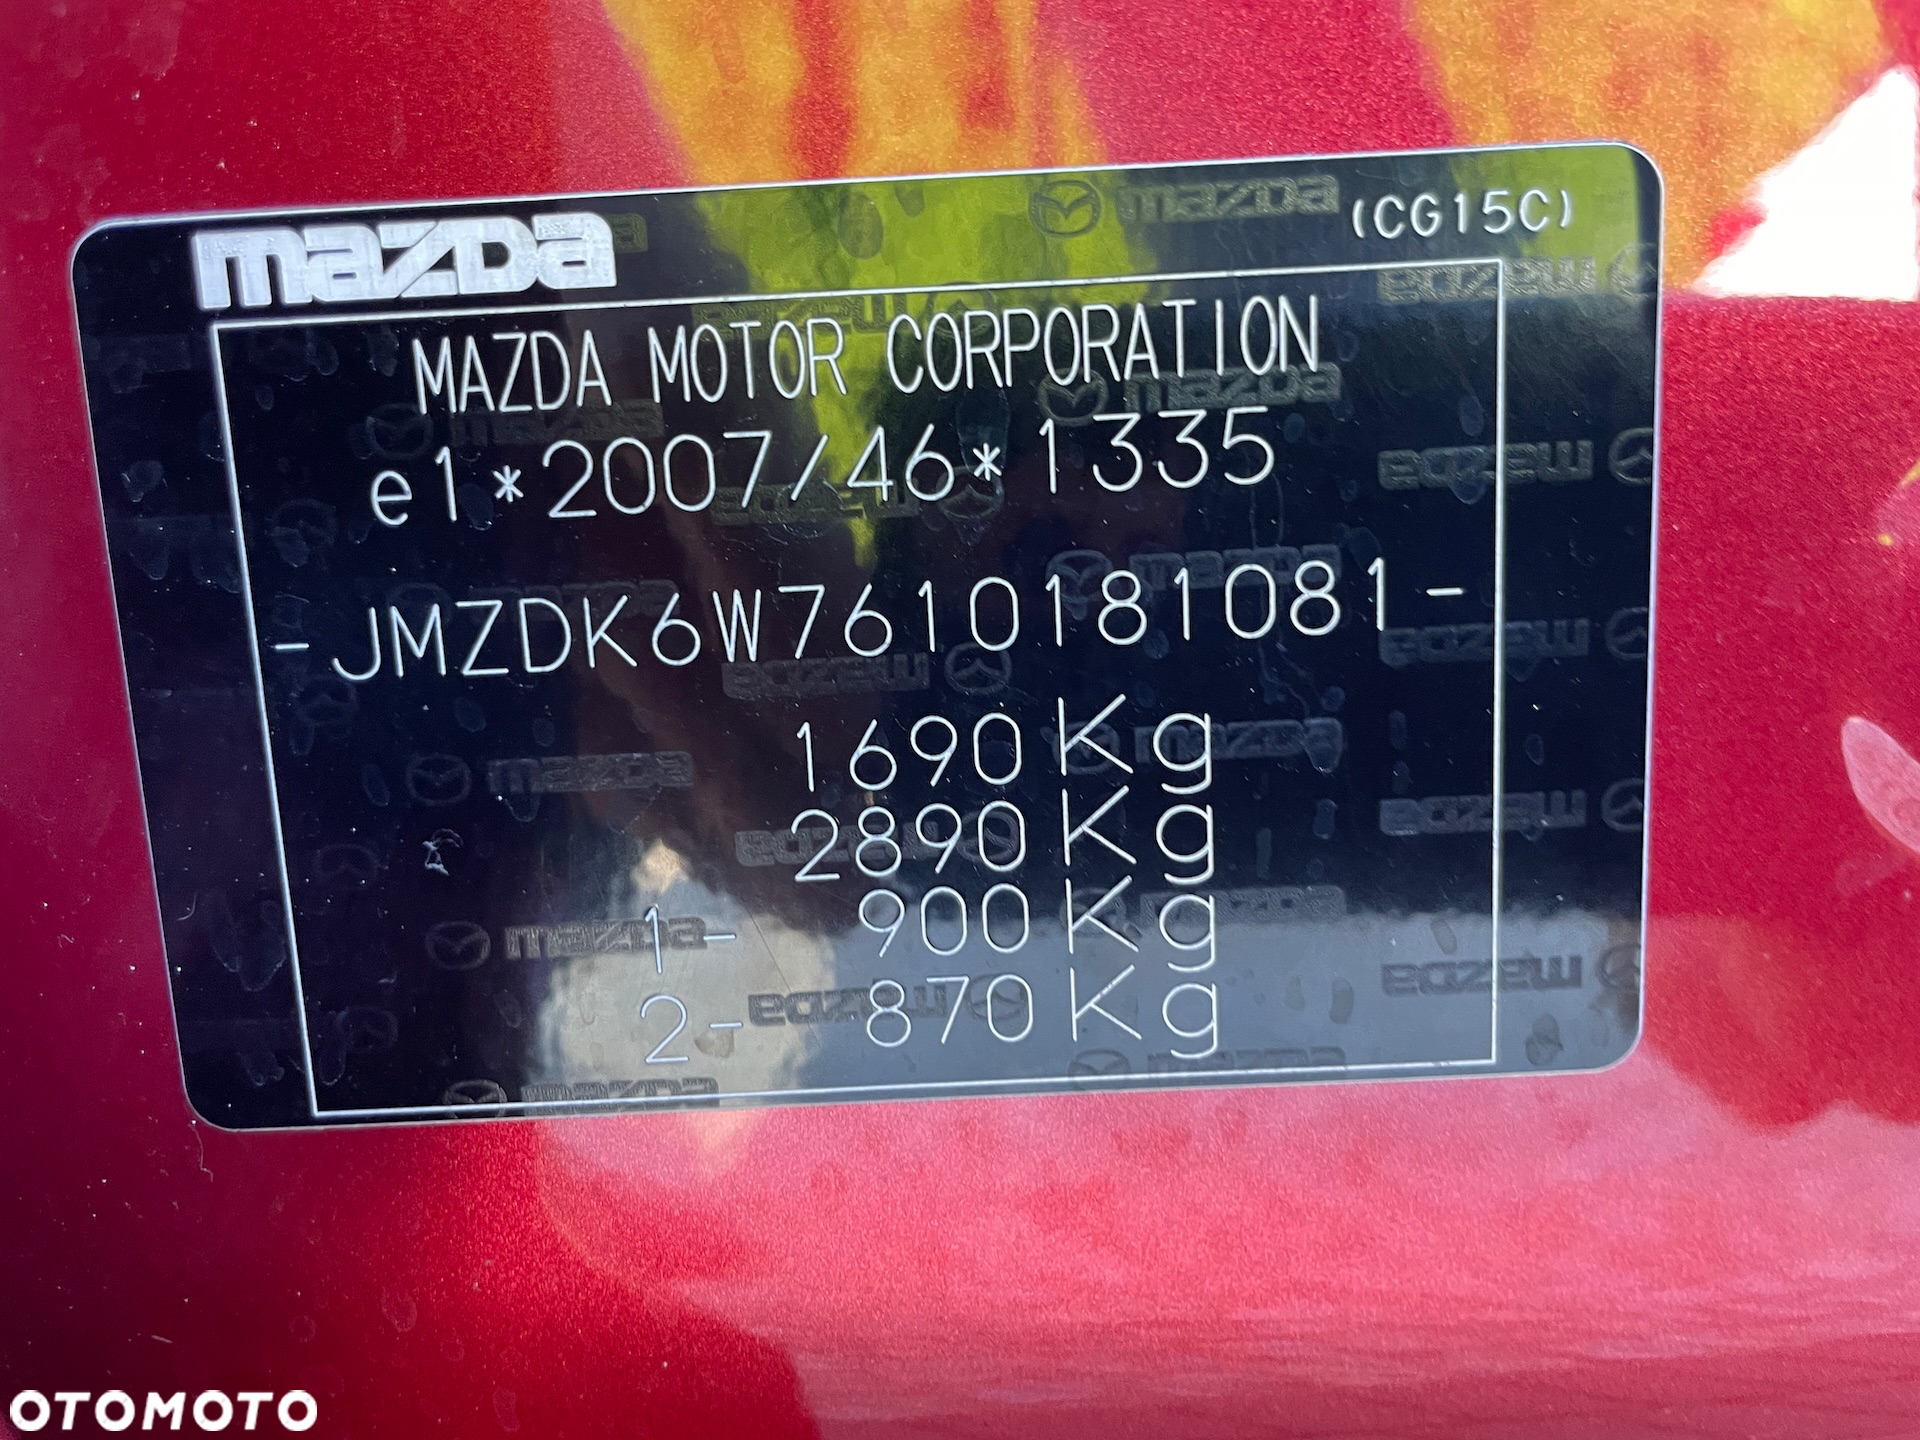 mazda (CG15C)
MAZDA MOTOR CORPORATION
e1*2007/46*1335
-JMZDK6W7610181081-
1690Kg
2890Kg
1- 900Kg
2- 870Kg
OTOMOTO